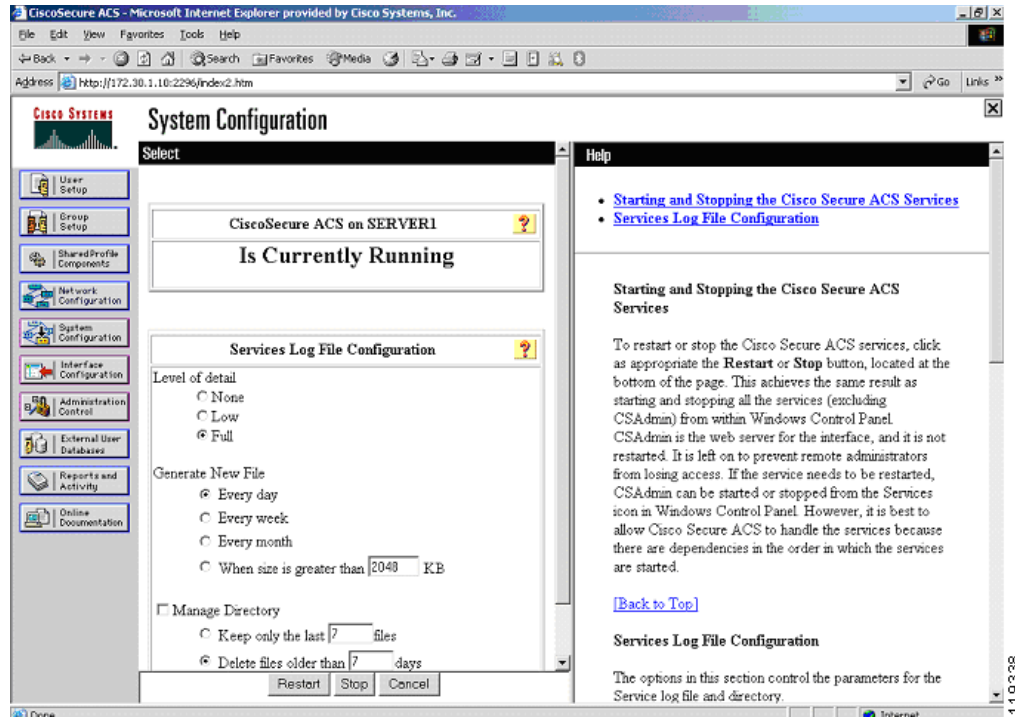 CiscoSecure ACS - Microsoft Internet Explorer provided by Cisco Systems, Inc.
File Edit View Favorites Tools Help
Back Search Favorites Media
Address http://172.30.1.10:2296/index2.htm Go Links »
CISCO SYSTEMS
System Configuration
User Setup
Group Setup
Shared Profile Components
Network Configuration
System Configuration
Interface Configuration
Administration Control
External User Databases
Reports and Activity
Online Documentation
Select
CiscoSecure ACS on SERVER1 ?
Is Currently Running
Services Log File Configuration ?
Level of detail
None
Low
Full
Generate New File
Every day
Every week
Every month
When size is greater than 2048 KB
Manage Directory
Keep only the last 7 files
Delete files older than 7 days
Restart Stop Cancel
Help
• Starting and Stopping the Cisco Secure ACS Services
• Services Log File Configuration
Starting and Stopping the Cisco Secure ACS
Services
To restart or stop the Cisco Secure ACS services, click
as appropriate the Restart or Stop button, located at the
bottom of the page. This achieves the same result as
starting and stopping all the services (excluding
CSAdmin) from within Windows Control Panel.
CSAdmin is the web server for the interface, and it is not
restarted. It is left on to prevent remote administrators
from losing access. If the service needs to be restarted,
CSAdmin can be started or stopped from the Services
icon in Windows Control Panel. However, it is best to
allow Cisco Secure ACS to handle the services because
there are dependencies in the order in which the services
are started.
[Back to Top]
Services Log File Configuration
The options in this section control the parameters for the
Service log file and directory.
Done Internet
119338